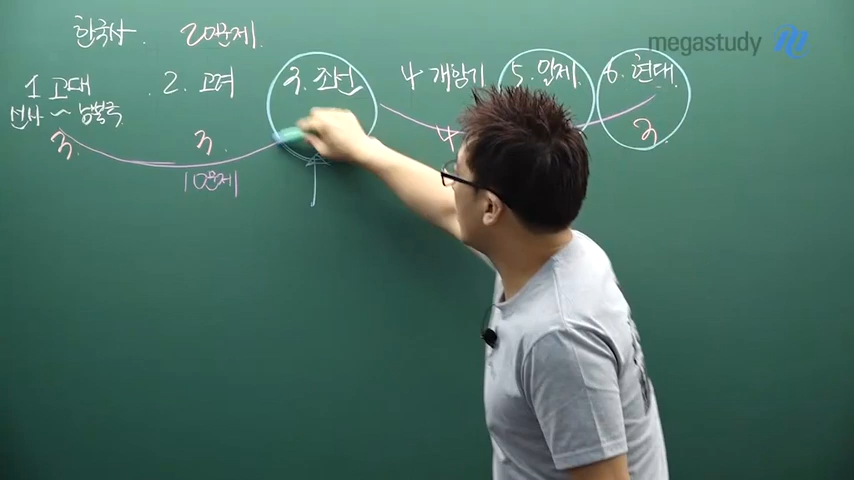 한국사. 20문제.
megastudy m
1 고대 . 2. 고려 3. 조선 4 개항기 5. 일제 6. 현대.
선사 ~ 남북국
3. 3. 4 3
10문제